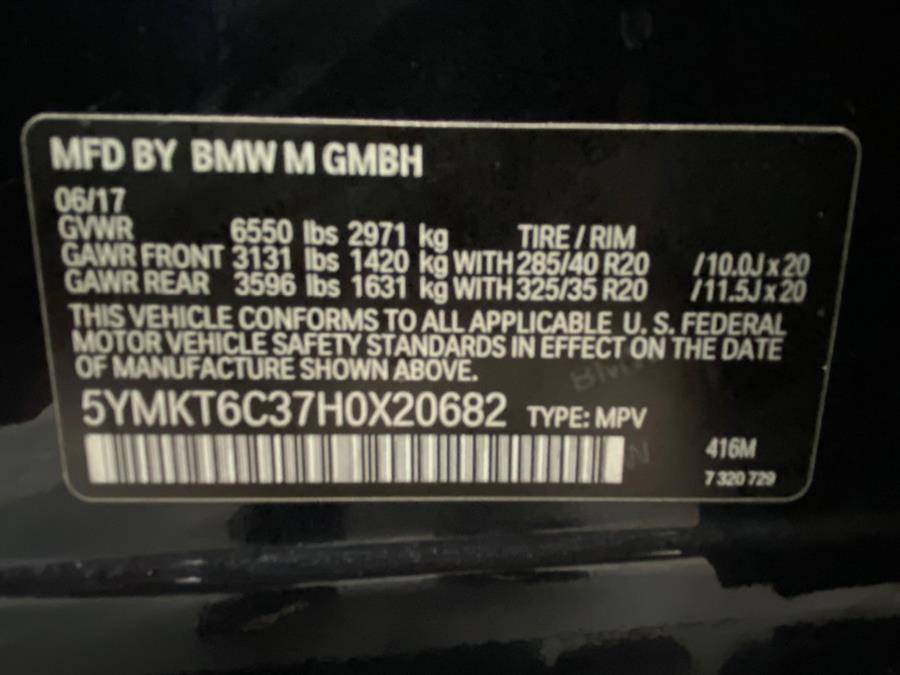 MFD BY BMW M GMBH
06/17
GVWR 6550 lbs 2971 kg TIRE / RIM
GAWR FRONT 3131 lbs 1420 kg WITH 285/40 R20 /10.0J x 20
GAWR REAR 3596 lbs 1631 kg WITH 325/35 R20 /11.5J x 20
THIS VEHICLE CONFORMS TO ALL APPLICABLE U. S. FEDERAL
MOTOR VEHICLE SAFETY STANDARDS IN EFFECT ON THE DATE
OF MANUFACTURE SHOWN ABOVE.
5YMKT6C37H0X20682 TYPE: MPV
416M
7 320 729